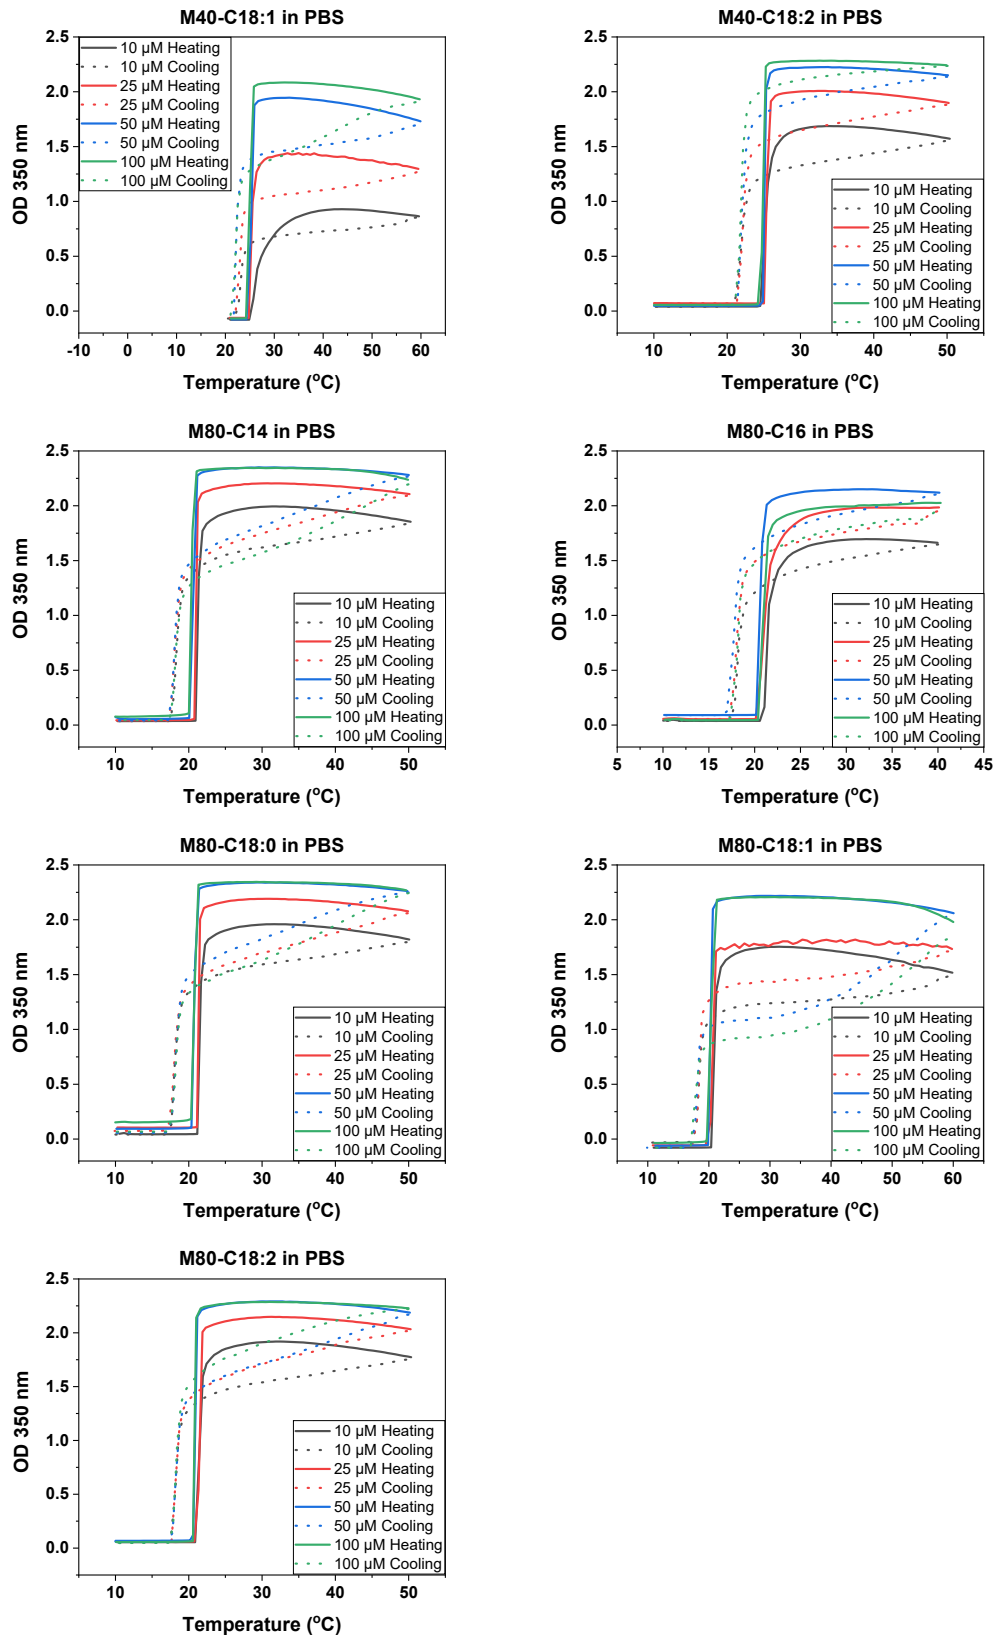 M40-C18:1 in PBS
OD 350 nm
2.5
2.0
1.5
1.0
0.5
0.0
10 µM Heating
10 µM Cooling
25 µM Heating
25 µM Cooling
50 µM Heating
50 µM Cooling
100 µM Heating
100 µM Cooling
-10 0 10 20 30 40 50 60
Temperature (°C)
M40-C18:2 in PBS
OD 350 nm
2.5
2.0
1.5
1.0
0.5
0.0
10 µM Heating
10 µM Cooling
25 µM Heating
25 µM Cooling
50 µM Heating
50 µM Cooling
100 µM Heating
100 µM Cooling
10 20 30 40 50
Temperature (°C)
M80-C14 in PBS
OD 350 nm
2.5
2.0
1.5
1.0
0.5
0.0
10 µM Heating
10 µM Cooling
25 µM Heating
25 µM Cooling
50 µM Heating
50 µM Cooling
100 µM Heating
100 µM Cooling
10 20 30 40 50
Temperature (°C)
M80-C16 in PBS
OD 350 nm
2.5
2.0
1.5
1.0
0.5
0.0
10 µM Heating
10 µM Cooling
25 µM Heating
25 µM Cooling
50 µM Heating
50 µM Cooling
100 µM Heating
100 µM Cooling
5 10 15 20 25 30 35 40 45
Temperature (°C)
M80-C18:0 in PBS
OD 350 nm
2.5
2.0
1.5
1.0
0.5
0.0
10 µM Heating
10 µM Cooling
25 µM Heating
25 µM Cooling
50 µM Heating
50 µM Cooling
100 µM Heating
100 µM Cooling
10 20 30 40 50
Temperature (°C)
M80-C18:1 in PBS
OD 350 nm
2.5
2.0
1.5
1.0
0.5
0.0
10 µM Heating
10 µM Cooling
25 µM Heating
25 µM Cooling
50 µM Heating
50 µM Cooling
100 µM Heating
100 µM Cooling
10 20 30 40 50 60
Temperature (°C)
M80-C18:2 in PBS
OD 350 nm
2.5
2.0
1.5
1.0
0.5
0.0
10 µM Heating
10 µM Cooling
25 µM Heating
25 µM Cooling
50 µM Heating
50 µM Cooling
100 µM Heating
100 µM Cooling
10 20 30 40 50
Temperature (°C)